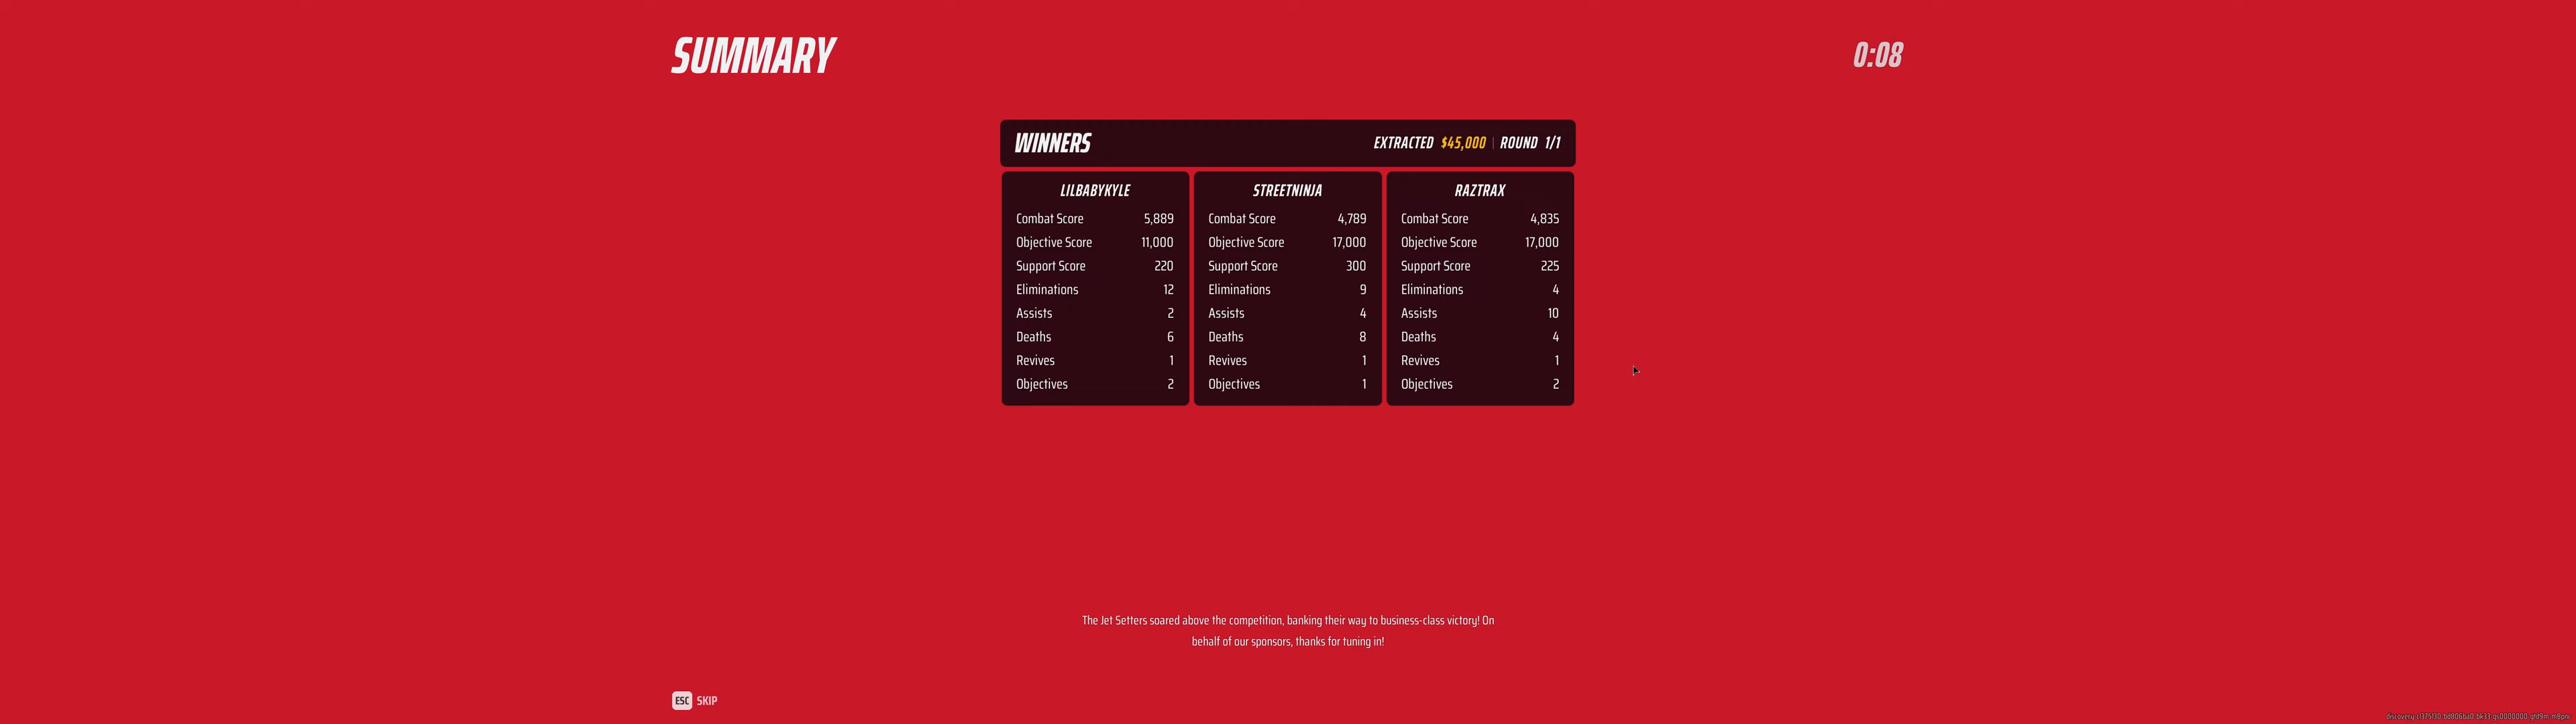 SUMMARY
0:08
WINNERS
EXTRACTED $45,000 | ROUND 1/1
LILBABYKYLE
Combat Score 5,889
Objective Score 11,000
Support Score 220
Eliminations 12
Assists 2
Deaths 6
Revives 1
Objectives 2
STREETNINJA
Combat Score 4,789
Objective Score 17,000
Support Score 300
Eliminations 9
Assists 4
Deaths 8
Revives 1
Objectives 1
RAZTRAX
Combat Score 4,835
Objective Score 17,000
Support Score 225
Eliminations 4
Assists 10
Deaths 4
Revives 1
Objectives 2
The Jet Setters soared above the competition, banking their way to business-class victory! On
behalf of our sponsors, thanks for tuning in!
ESC SKIP